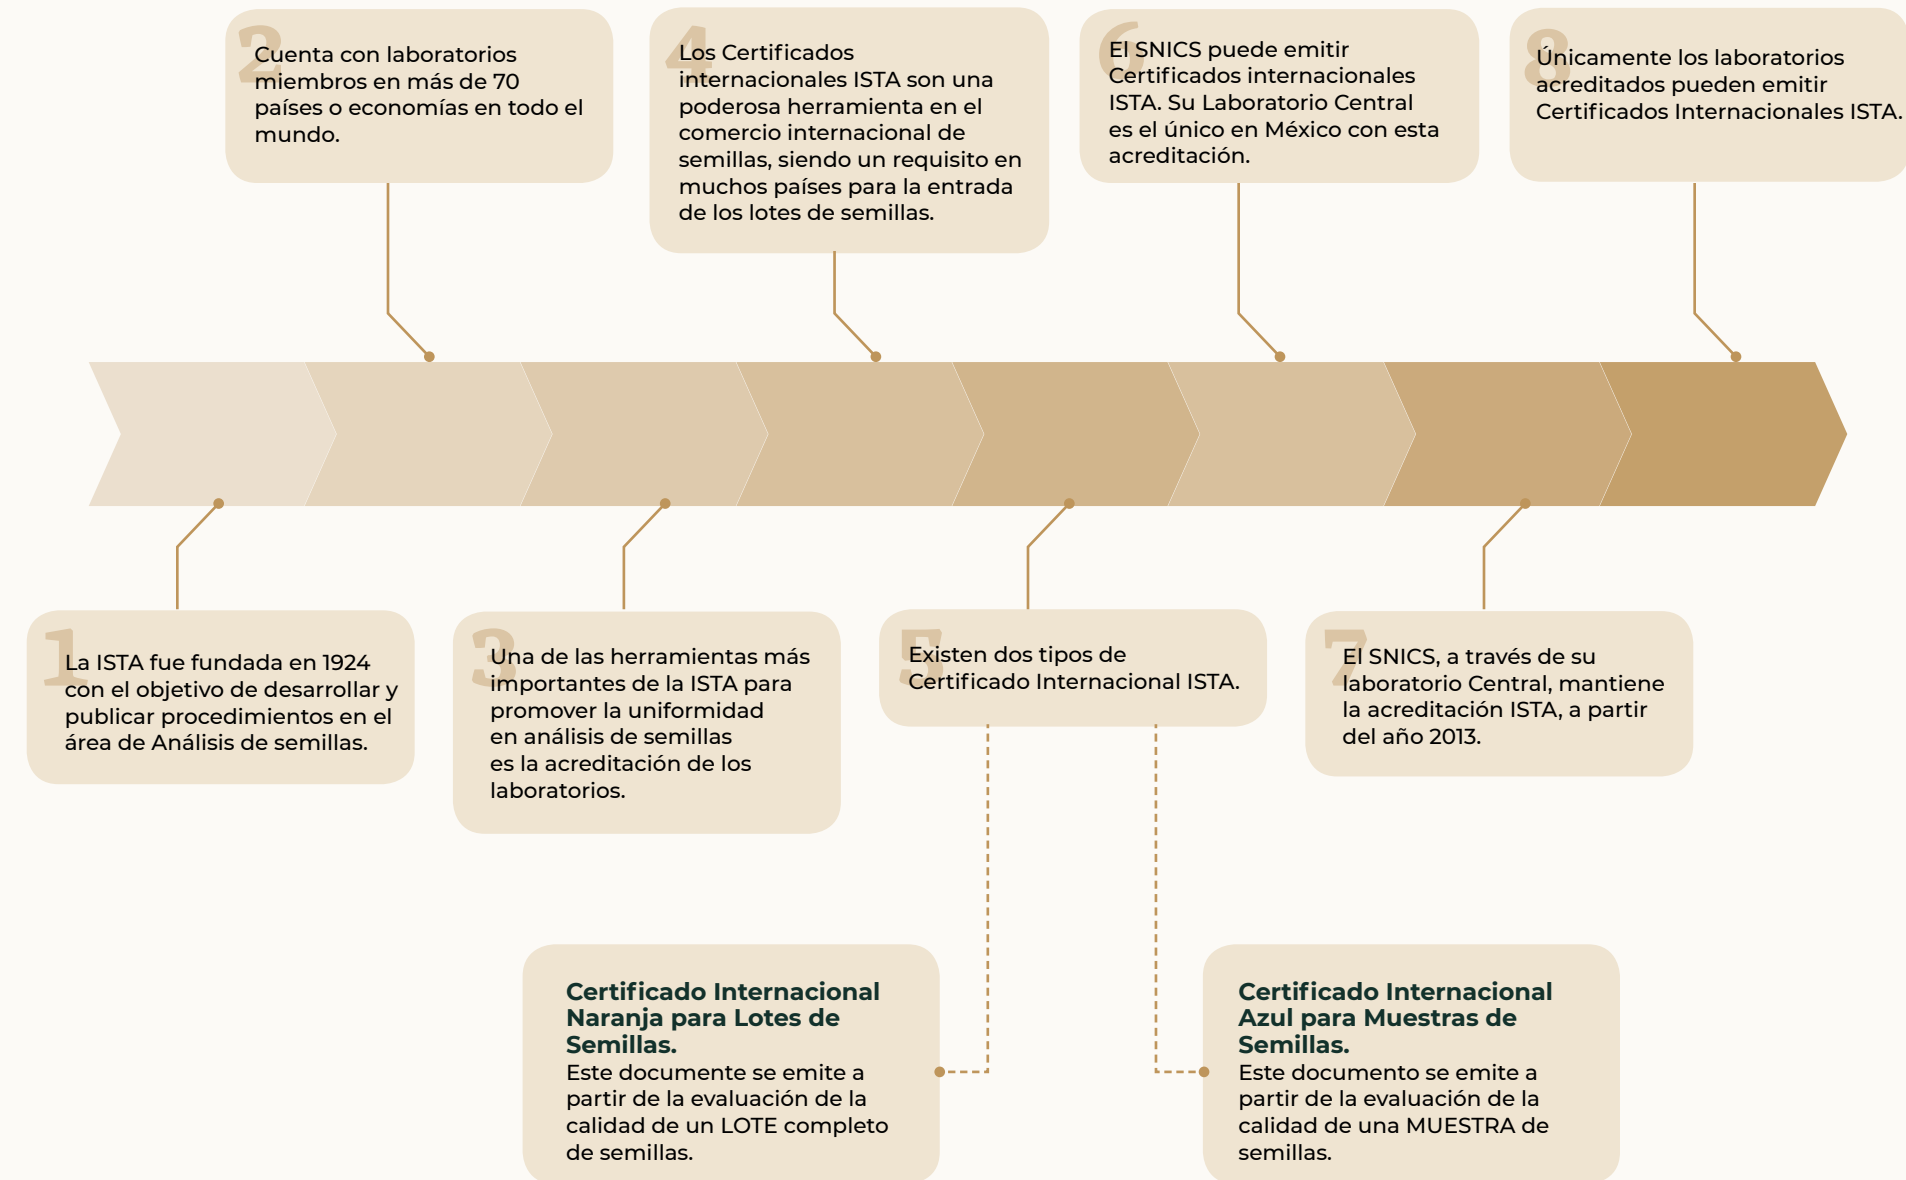 1
La ISTA fue fundada en 1924
con el objetivo de desarrollar y
publicar procedimientos en el
área de Análisis de semillas.
2
Cuenta con laboratorios
miembros en más de 70
países o economías en todo el
mundo.
3
Una de las herramientas más
importantes de la ISTA para
promover la uniformidad
en análisis de semillas
es la acreditación de los
laboratorios.
4
Los Certificados
internacionales ISTA son una
poderosa herramienta en el
comercio internacional de
semillas, siendo un requisito en
muchos países para la entrada
de los lotes de semillas.
5
Existen dos tipos de
Certificado Internacional ISTA.
Certificado Internacional
Naranja para Lotes de
Semillas.
Este documente se emite a
partir de la evaluación de la
calidad de un LOTE completo
de semillas.
Certificado Internacional
Azul para Muestras de
Semillas.
Este documento se emite a
partir de la evaluación de la
calidad de una MUESTRA de
semillas.
6
El SNICS puede emitir
Certificados internacionales
ISTA. Su Laboratorio Central
es el único en México con esta
acreditación.
7
El SNICS, a través de su
laboratorio Central, mantiene
la acreditación ISTA, a partir
del año 2013.
8
Únicamente los laboratorios
acreditados pueden emitir
Certificados Internacionales ISTA.